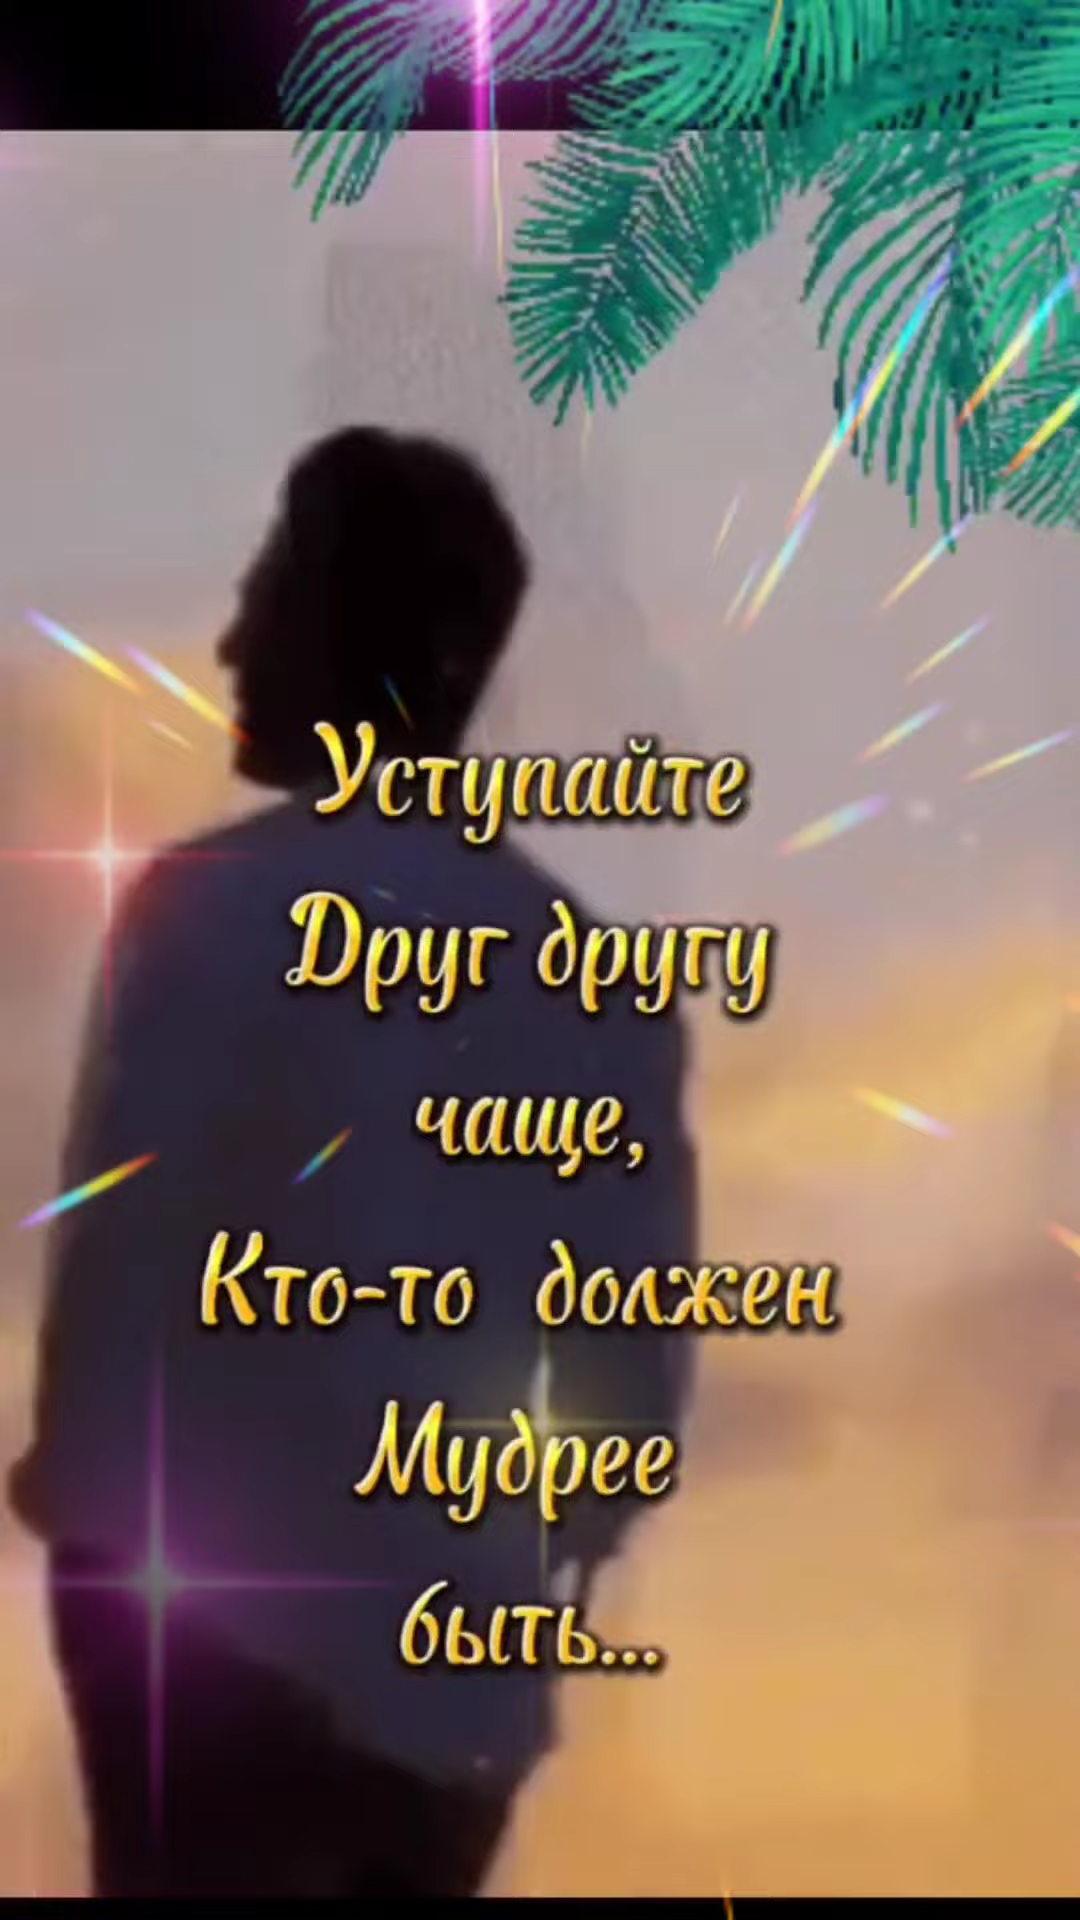 Уступайте
Друг другу
чаще,
Кто-то должен
Мудрее
быть...